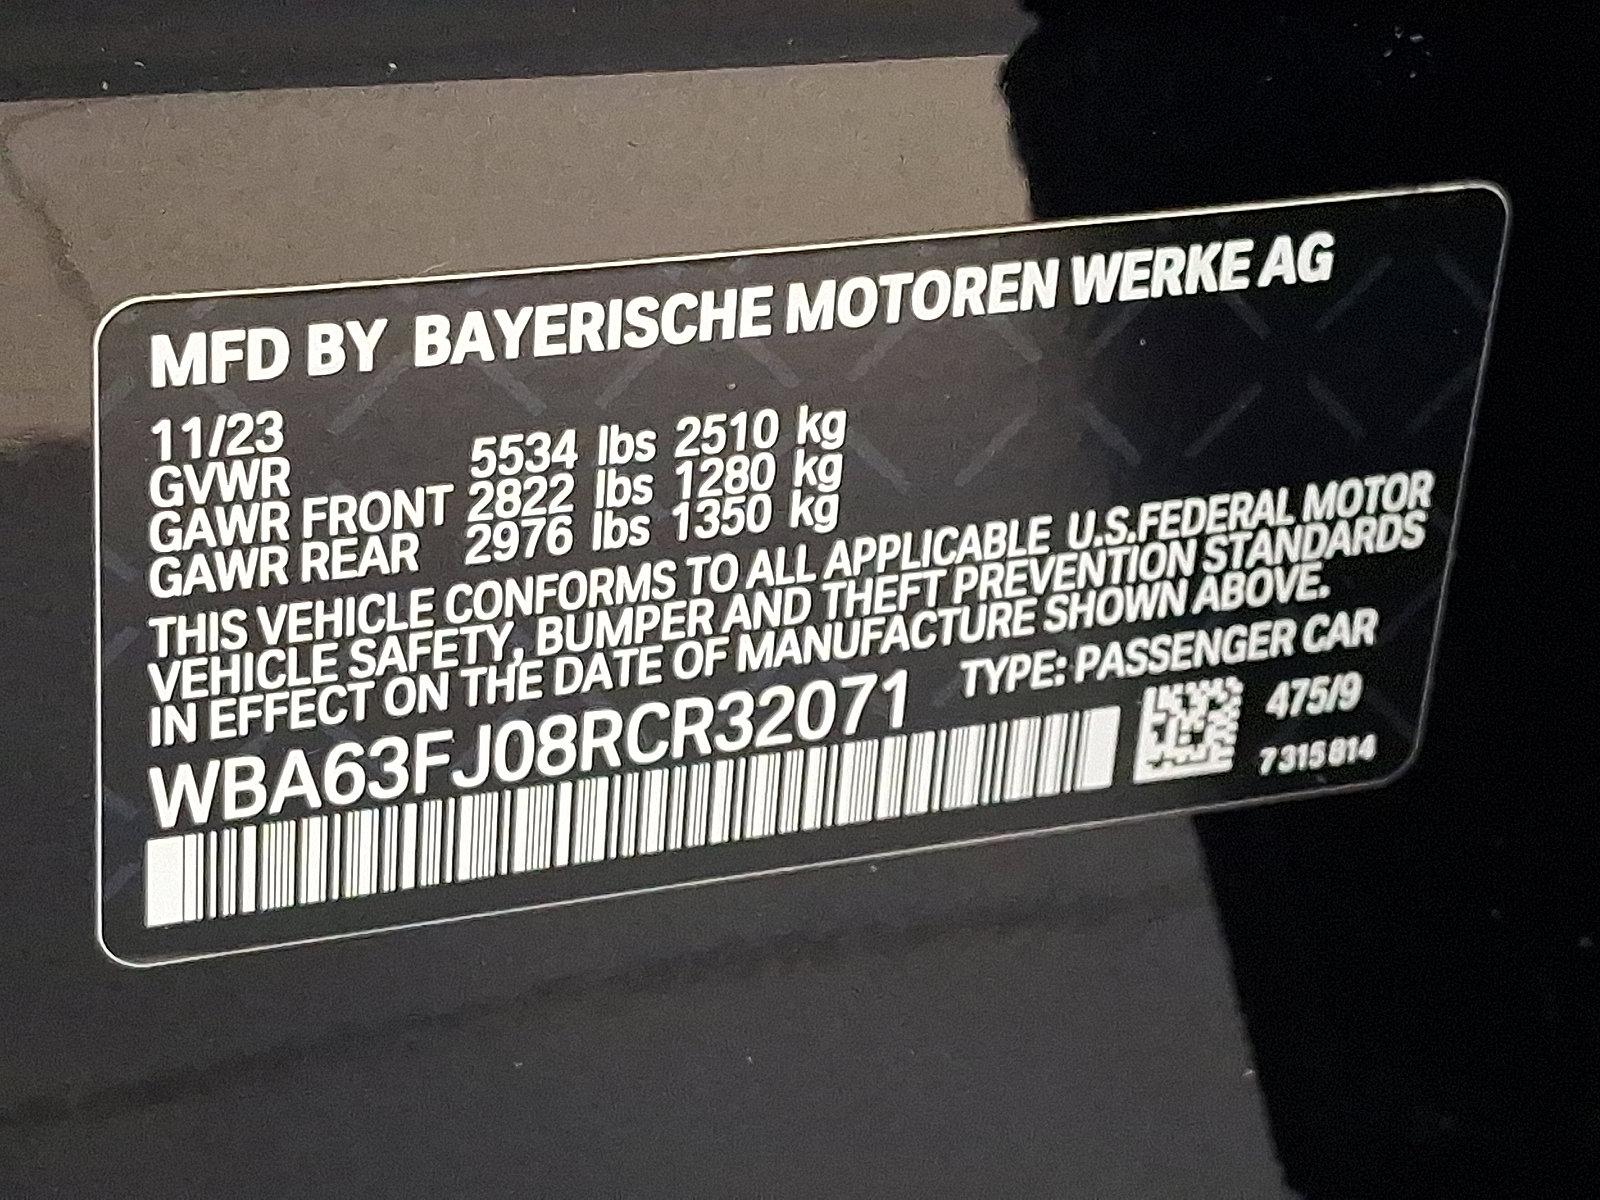 MFD BY BAYERISCHE MOTOREN WERKE AG
11/23
GVWR 5534 lbs 2510 kg
GAWR FRONT 2822 lbs 1280 kg
GAWR REAR 2976 lbs 1350 kg
THIS VEHICLE CONFORMS TO ALL APPLICABLE U.S.FEDERAL MOTOR
VEHICLE SAFETY, BUMPER AND THEFT PREVENTION STANDARDS
IN EFFECT ON THE DATE OF MANUFACTURE SHOWN ABOVE.
WBA63FJ08RCR32071 TYPE: PASSENGER CAR
475/9
7 315 814